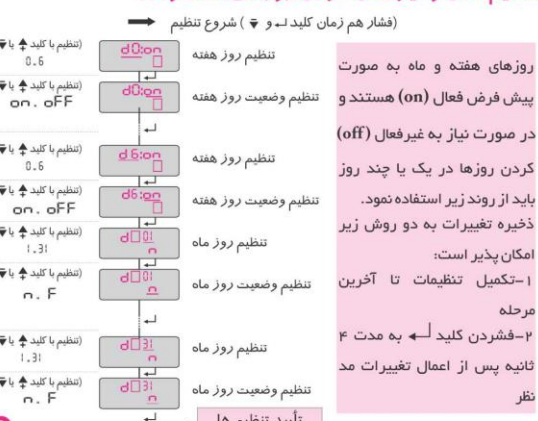 (فشار هم زمان کلید ↵ و ▼ ) شروع تنظیم
روزهای هفته و ماه به صورت
پیش فرض فعال (on) هستند و
در صورت نیاز به غیرفعال (off)
کردن روزها در یک یا چند روز
باید از روند زیر استفاده نمود.
ذخیره تغییرات به دو روش زیر
امکان پذیر است:
۱-تکمیل تنظیمات تا آخرین
مرحله
۲-فشردن کلید ↵ به مدت ۴
ثانیه پس از اعمال تغییرات مد
نظر
تنظیم روز هفته
d0:on
(تنظیم با کلید ▲ یا ▼
0.6
تنظیم وضعیت روز هفته
d0:on
(تنظیم با کلید ▲ یا ▼
on . oFF
تنظیم روز هفته
d6:on
(تنظیم با کلید ▲ یا ▼
0.6
تنظیم وضعیت روز هفته
d6:on
(تنظیم با کلید ▲ یا ▼
on . oFF
تنظیم روز ماه
d 01
n
(تنظیم با کلید ▲ یا ▼
1.31
تنظیم وضعیت روز ماه
d 01
n
(تنظیم با کلید ▲ یا ▼
n . F
تنظیم روز ماه
d 31
n
(تنظیم با کلید ▲ یا ▼
1.31
تنظیم وضعیت روز ماه
d 31
n
(تنظیم با کلید ▲ یا ▼
n . F
تأیید تنظیم ها